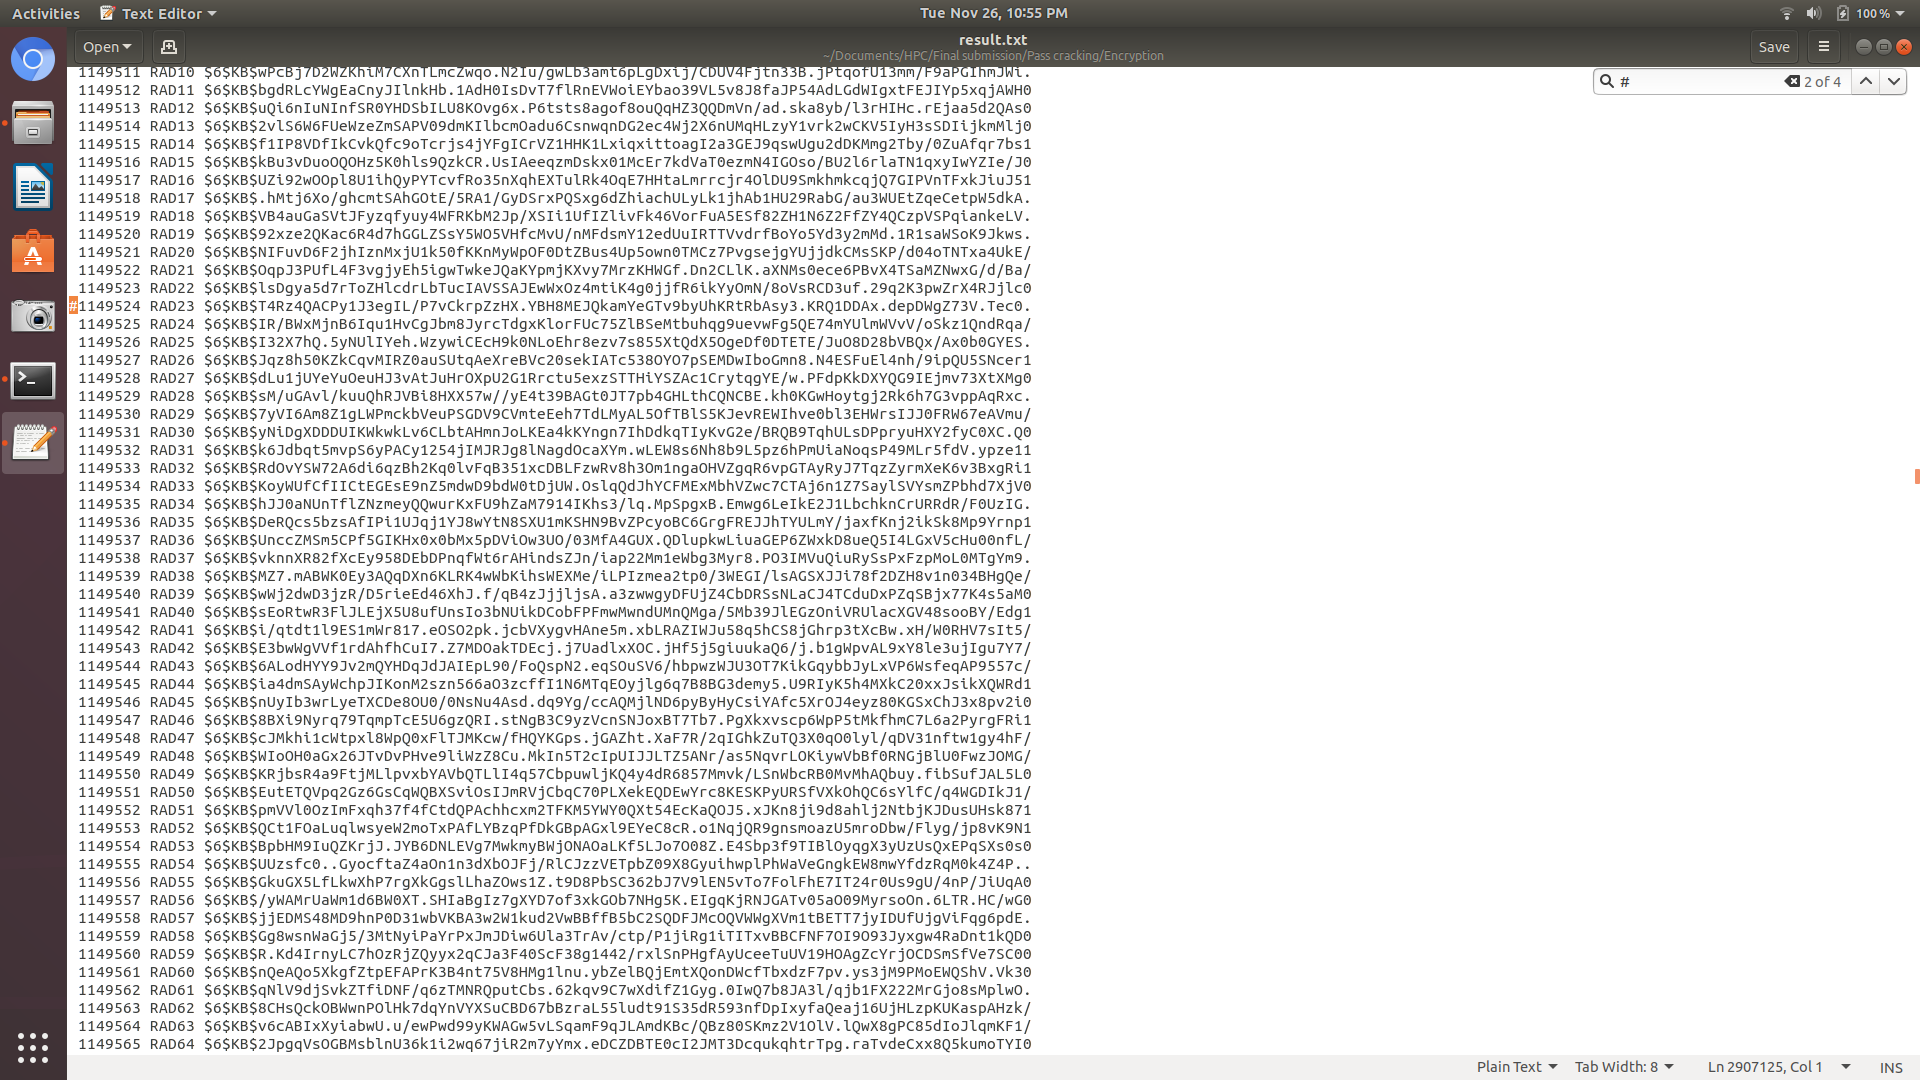 Activities
Text Editor
Tue Nov 26, 10:55 PM
100 %
Open
result.txt
~/Documents/HPC/Final submission/Pass cracking/Encryption
Save
#
2 of 4
1149511 RAD10 $6$KB$wPcBj7D2WZKhiM7CXnTLmcZwqo.N2Iu/gwLb3amt6pLgDxij/CDUV4Fjtn33B.jPtqofU13mm/F9aPGIhmJWi.
1149512 RAD11 $6$KB$bgdRLcYWgEaCnyJIlnkHb.1AdH0IsDvT7flRnEVWoiEYbao39VL5v8J8faJP54AdLGdWIgxtFEJIYp5xqjAWH0
1149513 RAD12 $6$KB$uQi6nIuNInfSR0YHDSbILU8KOvg6x.P6tsts8agof8ouQqHZ3QQDmVn/ad.ska8yb/l3rHIHc.rEjaa5d2QAs0
1149514 RAD13 $6$KB$2vlS6W6FUeWzeZmSAPV09dmKIlbcmOadu6CsnwqnDG2ec4Wj2X6nUMqHLzyY1vrk2wCKV5IyH3sSDIijkmMlj0
1149515 RAD14 $6$KB$f1IP8VDfIkCvkQfc9oTcrjs4jYFgICrVZ1HHK1LxiqxittoagI2a3GEJ9qswUgu2dDKMmg2Tby/0ZuAfqr7bs1
1149516 RAD15 $6$KB$kBu3vDuoOQOHz5K0hls9QzkCR.UsIAeeqzmDskx01McEr7kdVaT0ezmN4IGOso/BU2l6rlaTN1qxyIwYZIe/J0
1149517 RAD16 $6$KB$UZi92wOOpl8U1ihQyPYTcvfRo35nXqhEXTulRk4OqE7HHtaLmrrcjr4OlDU9SmkhmkcqjQ7GIPVnTFxkJiuJ51
1149518 RAD17 $6$KB$.hMtj6Xo/ghcmtSAhGOtE/5RA1/GyDSrxPQSxg6dZhiachULyLk1jhAb1HU29RabG/au3WUEtZqeCetpW5dkA.
1149519 RAD18 $6$KB$VB4auGaSVtJFyzqfyuy4WFRKbM2Jp/XSIi1UfIZlivFk46VorFuA5ESf82ZH1N6Z2FfZY4QCzpVSPqiankeLV.
1149520 RAD19 $6$KB$92xze2QKac6R4d7hGGLZSsY5WO5VHfcMvU/nMFdsmY12edUuIRTTVvdrfBoYo5Yd3y2mMd.1R1saWSoK9Jkws.
1149521 RAD20 $6$KB$NIFuvD6F2jhIznMxjU1k50fKKnMyWpOF0DtZBus4Up5own0TMCz7PvgsejgYUjjdkCMsSKP/d04oTNTxa4UkE/
1149522 RAD21 $6$KB$OqpJ3PUfL4F3vgjyEh5igwTwkeJQaKYpmjKXvy7MrzKHWGf.Dn2CLlK.aXNMs0ece6PBvX4TSaMZNwxG/d/Ba/
1149523 RAD22 $6$KB$lsDgya5d7rToZHlcdrLbTucIAVSSAJEwWxOz4mtiK4g0jjfR6ikYyOmN/8oVsRCD3uf.29q2K3pwZrX4RJjlc0
#1149524 RAD23 $6$KB$T4Rz4QACPy1J3egIL/P7vCkrpZzHX.YBH8MEJQkamYeGTv9byUhKRtRbAsy3.KRQ1DDAx.depDWgZ73V.Tec0.
1149525 RAD24 $6$KB$IR/BWxMjnB6Iqu1HvCgJbm8JyrcTdgxKlorFUc75ZlBSeMtbuhqg9uevwFg5QE74mYUlmWVvV/oSkz1QndRqa/
1149526 RAD25 $6$KB$I32X7hQ.5yNUlIYeh.WzywiCEcH9k0NLoEhr8ezv7s855XtQdX5OgeDf0DTETE/JuO8D28bVBQx/Ax0b0GYES.
1149527 RAD26 $6$KB$Jqz8h50KZkCqvMIRZ0auSUtqAeXreBVc20sekIATc538OYO7pSEMDwIboGmn8.N4ESFuEl4nh/9ipQU5SNcer1
1149528 RAD27 $6$KB$dLu1jUYeYuOeuHJ3vAtJuHrOXpU2G1Rrctu5exzSTTHiYSZAc1CrytqgYE/w.PFdpKkDXYQG9IEjmv73XtXMg0
1149529 RAD28 $6$KB$sM/uGAvl/kuuQhRJVBi8HXX57w//yE4t39BAGt0JT7pb4GHLthCQNCBE.kh0KGwHoytgj2Rk6h7G3vppAqRxc.
1149530 RAD29 $6$KB$7yVI6Am8Z1gLWPmckbVeuPSGDV9CVmteEeh7TdLMyAL5OfTBlS5KJevREWIhve0bl3EHWrsIJJ0FRW67eAVmu/
1149531 RAD30 $6$KB$yNiDgXDDDUIKWkwkLv6CLbtAHmnJoLKEa4kKYngn7IhDdkqTIyKvG2e/BRQB9TqhULsDPpryuHXY2fyC0XC.Q0
1149532 RAD31 $6$KB$k6Jdbqt5mvpS6yPACy1254jIMJRJg8lNagdOcaXYm.wLEW8s6Nh8b9L5pz6hPmUiaNoqsP49MLr5fdV.ypze11
1149533 RAD32 $6$KB$RdOvYSW72A6di6qzBh2Kq0lvFqB351xcDBLFzwRv8h3Om1ngaOHVZgqR6vpGTAyRyJ7TqzZyrmXeK6v3BxgRi1
1149534 RAD33 $6$KB$KoyWUfCfIICtEGEsE9nZ5mdwD9bdW0tDjUW.OslqQdJhYCFMExMbhVZwc7CTAj6n1Z7SaylSVYsmZPbhd7XjV0
1149535 RAD34 $6$KB$hJJ0aNUnTflZNzmeyQQwurKxFU9hZaM7914IKhs3/lq.MpSpgxB.Emwg6LeIkE2J1LbchknCrURRdR/F0UzIG.
1149536 RAD35 $6$KB$DeRQcs5bzsAfIPi1UJqj1YJ8wYtN8SXU1mKSHN9BvZPcyoBC6GrgFREJJhTYULmY/jaxfKnj2ikSk8Mp9Yrnp1
1149537 RAD36 $6$KB$UnccZMSm5CPf5GIKHx0x0bMx5pDViOw3UO/03MfA4GUX.QDlupkwLiuaGEP6ZWxkD8ueQ5I4LGxV5cHu00nfL/
1149538 RAD37 $6$KB$vknnXR82fXcEy958DEbDPnqfWt6rAHindsZJn/iap22Mm1eWbg3Myr8.PO3IMVuQiuRySsPxFzpMoL0MTgYm9.
1149539 RAD38 $6$KB$MZ7.mABWK0Ey3AQqDXn6KLRK4wWbKihsWEXMe/iLPIzmea2tp0/3WEGI/lsAGSXJJi78f2DZH8v1n034BHgQe/
1149540 RAD39 $6$KB$wWj2dwD3jzR/D5rieEd46XhJ.f/qB4zJjjljsA.a3zwwgyDFUjZ4CbDRSsNLaCJ4TCduDxPZqSBjx77K4s5aM0
1149541 RAD40 $6$KB$sEoRtwR3FlJLEjX5U8ufUnsIo3bNUikDCobFPFmwMwndUMnQMga/5Mb39JlEGzOniVRUlacXGV48sooBY/Edg1
1149542 RAD41 $6$KB$i/qtdt1l9ES1mWr817.eOSO2pk.jcbVXygvHAne5m.xbLRAZIWJu58q5hCS8jGhrp3tXcBw.xH/W0RHV7sIt5/
1149543 RAD42 $6$KB$E3bwWgVVf1rdAhfhCuI7.Z7MDOakTDEcj.j7UadlxXOC.jHf5j5giuukaQ6/j.b1gWpvAL9xY8le3ujIgu7Y7/
1149544 RAD43 $6$KB$6ALodHYY9Jv2mQYHDqJdJAIEpL90/FoQspN2.eqSOuSV6/hbpwzWJU3OT7KikGqybbJyLxVP6WsfeqAP9557c/
1149545 RAD44 $6$KB$ia4dmSAyWchpJIKonM2szn566aO3zcffI1N6MTqEOyjlg6q7B8BG3demy5.U9RIyK5h4MXkC20xxJsikXQWRd1
1149546 RAD45 $6$KB$nUyIb3wrLyeTXCDe8OU0/0NsNu4Asd.dq9Yg/ccAQMjlND6pyByHyCsiYAfc5XrOJ4eyz80KGSxChJ3x8pv2i0
1149547 RAD46 $6$KB$8BXi9Nyrq79TqmpTcE5U6gzQRI.stNgB3C9yzVcnSNJoxBT7Tb7.PgXkxvscp6WpP5tMkfhmC7L6a2PyrgFRi1
1149548 RAD47 $6$KB$cJMkhi1cWtpxl8WpQ0xFlTJMKcw/fHQYKGps.jGAZht.XaF7R/2qIGhkZuTQ3X0qO0lyl/qDV31nftw1gy4hF/
1149549 RAD48 $6$KB$WIoOH0aGx26JTvDvPHve9liWzZ8Cu.MkIn5T2cIpUIJJLTZ5ANr/as5NqvrLOKiywVbBf0RNGjBlU0FwzJOMG/
1149550 RAD49 $6$KB$KRjbsR4a9FtjMLlpvxbYAVbQTLlI4q57CbpuwljKQ4y4dR6857Mmvk/LSnWbcRB0MvMhAQbuy.fibSufJAL5L0
1149551 RAD50 $6$KB$EutETQVpq2Gz6GsCqWQBXSviOsIJmRVjCbqC70PLXekEQDEwYrc8KESKPyURSfVXkOhQC6sYlfC/q4WGDIkJ1/
1149552 RAD51 $6$KB$pmVVl0OzImFxqh37f4fCtdQPAchhcxm2TFKM5YWY0QXt54EcKaQOJ5.xJKn8ji9d8ahlj2NtbjKJDusUHsk871
1149553 RAD52 $6$KB$QCt1FOaLuqlwsyeW2moTxPAfLYBzqPfDkGBpAGxl9EYeC8cR.o1NqjQR9gnsmoazU5mroDbw/Flyg/jp8vK9N1
1149554 RAD53 $6$KB$BpbHM9IuQZKrjJ.JYB6DNLEVg7MwkmyBWjONAOaLKf5LJo7O08Z.E4Sbp3f9TIBlOyqgX3yUzUsQxEPqSXs0s0
1149555 RAD54 $6$KB$UUzsfc0..GyocftaZ4aOn1n3dXbOJFj/RlCJzzVETpbZ09X8GyuihwplPhWaVeGngkEW8mwYfdzRqM0k4Z4P..
1149556 RAD55 $6$KB$GkuGX5LfLkwXhP7rgXkGgslLhaZOws1Z.t9D8PbSC362bJ7V9lEN5vTo7FolFhE7IT24r0Us9gU/4nP/JiUqA0
1149557 RAD56 $6$KB$/yWAMrUaWm1d6BW0XT.SHIaBgIz7gXYD7of3xkGOb7NHg5K.EIgqKjRNJGATv05aO09MyrsoOn.6LTR.HC/wG0
1149558 RAD57 $6$KB$jjEDMS48MD9hnP0D31wbVKBA3w2W1kud2VwBBffB5bC2SQDFJMcOQVWWgXVm1tBETT7jyIDUfUjgViFqg6pdE.
1149559 RAD58 $6$KB$Gg8wsnWaGj5/3MtNyiPaYrPxJmJDiw6Ula3TrAv/ctp/P1jiRg1iTITxvBBCFNF7OI9O93Jyxgw4RaDnt1kQD0
1149560 RAD59 $6$KB$R.Kd4IrnyLC7hOzRjZQyyx2qCJa3F40ScF38g1442/rxlSnPHgfAyUceeTuUV19HOAgZcYrjOCDSmSfVe7SC00
1149561 RAD60 $6$KB$nQeAQo5XkgfZtpEFAPrK3B4nt75V8HMg1lnu.ybZelBQjEmtXQonDWcfTbxdzF7pv.ys3jM9PMoEWQShV.Vk30
1149562 RAD61 $6$KB$qNlV9djSvkZTfiDNF/q6zTMNRQputCbs.62kqv9C7wXdifZ1Gyg.0IwQ7b8JA3l/qjb1FX222MrGjo8sMplwO.
1149563 RAD62 $6$KB$8CHsQckOBWwnPOlHk7dqYnVYXSuCBD67bBzraL55ludt91S35dR593nfDpIxyfaQeaj16UjHLzpKUKaspAHzk/
1149564 RAD63 $6$KB$v6cABIxXyiabwU.u/ewPwd99yKWAGw5vLSqamF9qJLAmdKBc/QBz80SKmz2V1OlV.lQwX8gPC85dIoJlqmKF1/
1149565 RAD64 $6$KB$2JpgqVsOGBMsblnU36k1i2wq67jiR2m7yYmx.eDCZDBTE0cI2JMT3Dcqukqhtr​Tpg.raTvdeCxx8Q5kumoTYI0
Plain Text
Tab Width: 8
Ln 2907125, Col 1
INS